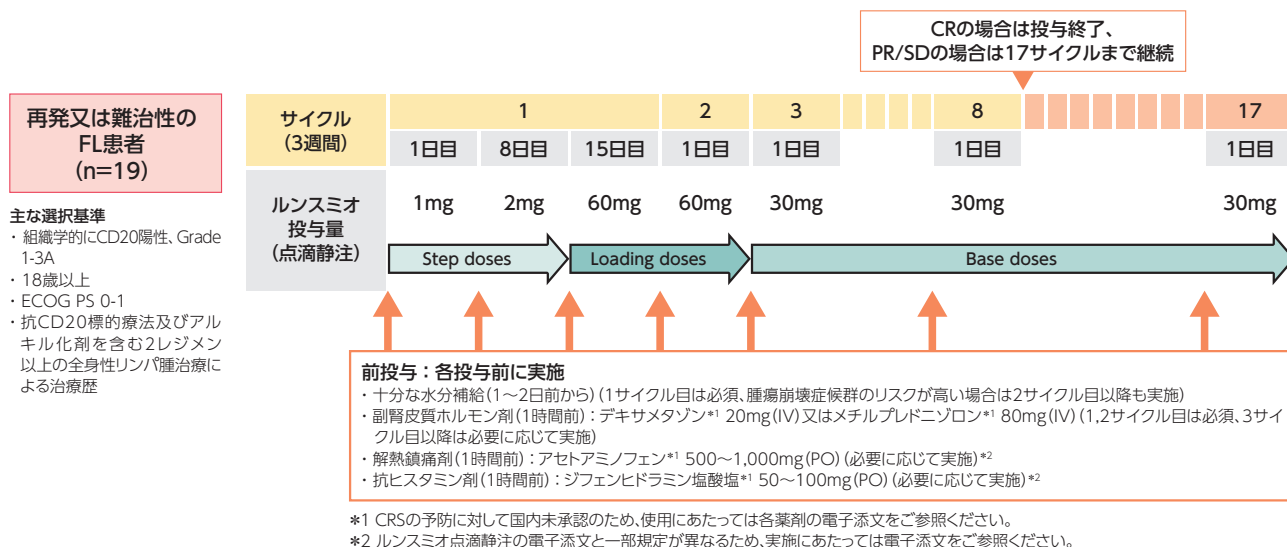 CRの場合は投与終了、
PR/SDの場合は17サイクルまで継続
再発又は難治性の
FL患者
(n=19)
主な選択基準
・組織学的にCD20陽性、Grade
1-3A
・18歳以上
・ECOG PS 0-1
・抗CD20標的療法及びアル
キル化剤を含む2レジメン
以上の全身性リンパ腫治療に
よる治療歴
サイクル
(3週間)
1 2 3 8 17
1日目 8日目 15日目 1日目 1日目 1日目 1日目
ルンスミオ
投与量
(点滴静注)
1mg 2mg 60mg 60mg 30mg 30mg 30mg
Step doses Loading doses Base doses
前投与：各投与前に実施
・十分な水分補給(1～2日前から)(1サイクル目は必須、腫瘍崩壊症候群のリスクが高い場合は2サイクル目以降も実施)
・副腎皮質ホルモン剤(1時間前)：デキサメタゾン*1 20mg(IV)又はメチルプレドニゾロン*1 80mg(IV)(1,2サイクル目は必須、3サイ
クル目以降は必要に応じて実施)
・解熱鎮痛剤(1時間前)：アセトアミノフェン*1 500～1,000mg(PO)(必要に応じて実施)*2
・抗ヒスタミン剤(1時間前)：ジフェンヒドラミン塩酸塩*1 50～100mg(PO)(必要に応じて実施)*2
*1 CRSの予防に対して国内未承認のため、使用にあたっては各薬剤の電子添文をご参照ください。
*2 ルンスミオ点滴静注の電子添文と一部規定が異なるため、実施にあたっては電子添文をご参照ください。